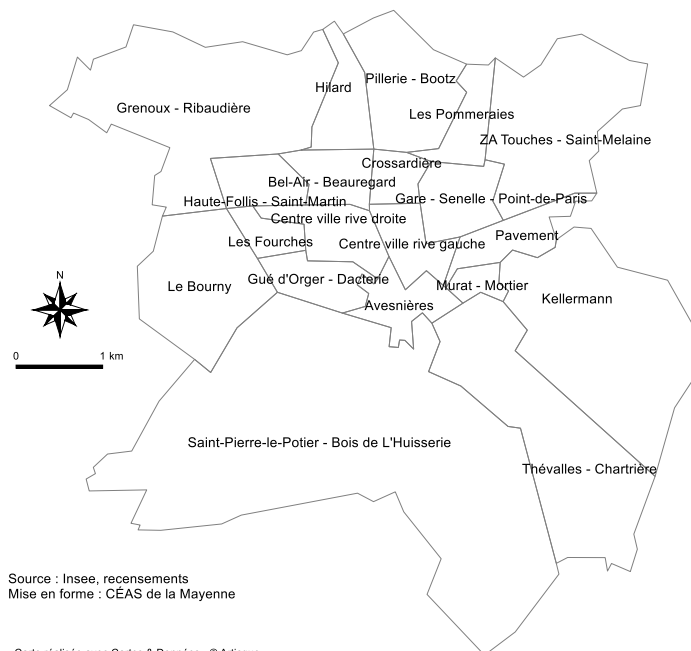 Pillerie - Bootz
Hilard
Grenoux - Ribaudière
Les Pommeraies
ZA Touches - Saint-Melaine
Crossardière
Bel-Air - Beauregard
Haute-Follis - Saint-Martin
Gare - Senelle - Point-de-Paris
Centre ville rive droite
Les Fourches
Centre ville rive gauche
Pavement
N
Le Bourny
Gué d'Orger - Dacterie
Murat - Mortier
Kellermann
Avesnières
0 1 km
Saint-Pierre-le-Potier - Bois de L'Huisserie
Thévalles - Chartrière
Source : Insee, recensements
Mise en forme : CÉAS de la Mayenne